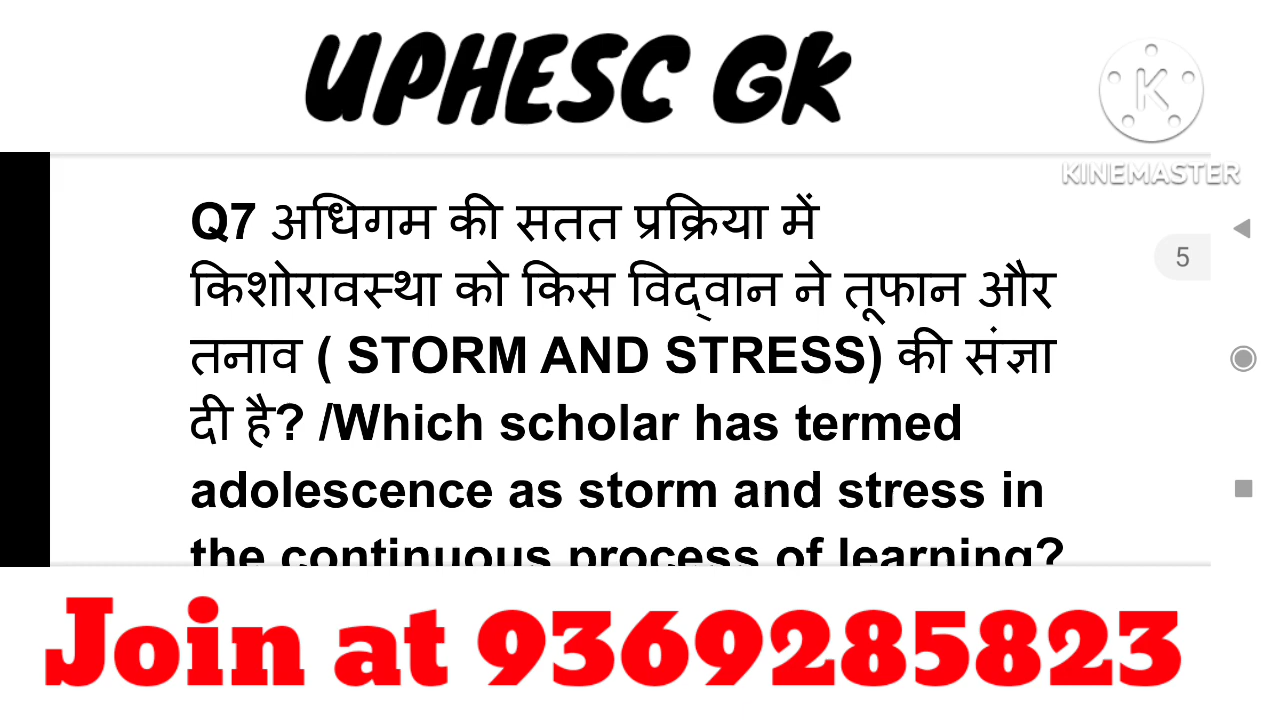 UPHESC GK
K
KINEMASTER
Q7 अधिगम की सतत प्रक्रिया में
5
किशोरावस्था को किस विद्वान ने तूफान और
तनाव ( STORM AND STRESS) की संज्ञा
दी है? /Which scholar has termed
adolescence as storm and stress in
the continuous process of learning?
Join at 9369285823